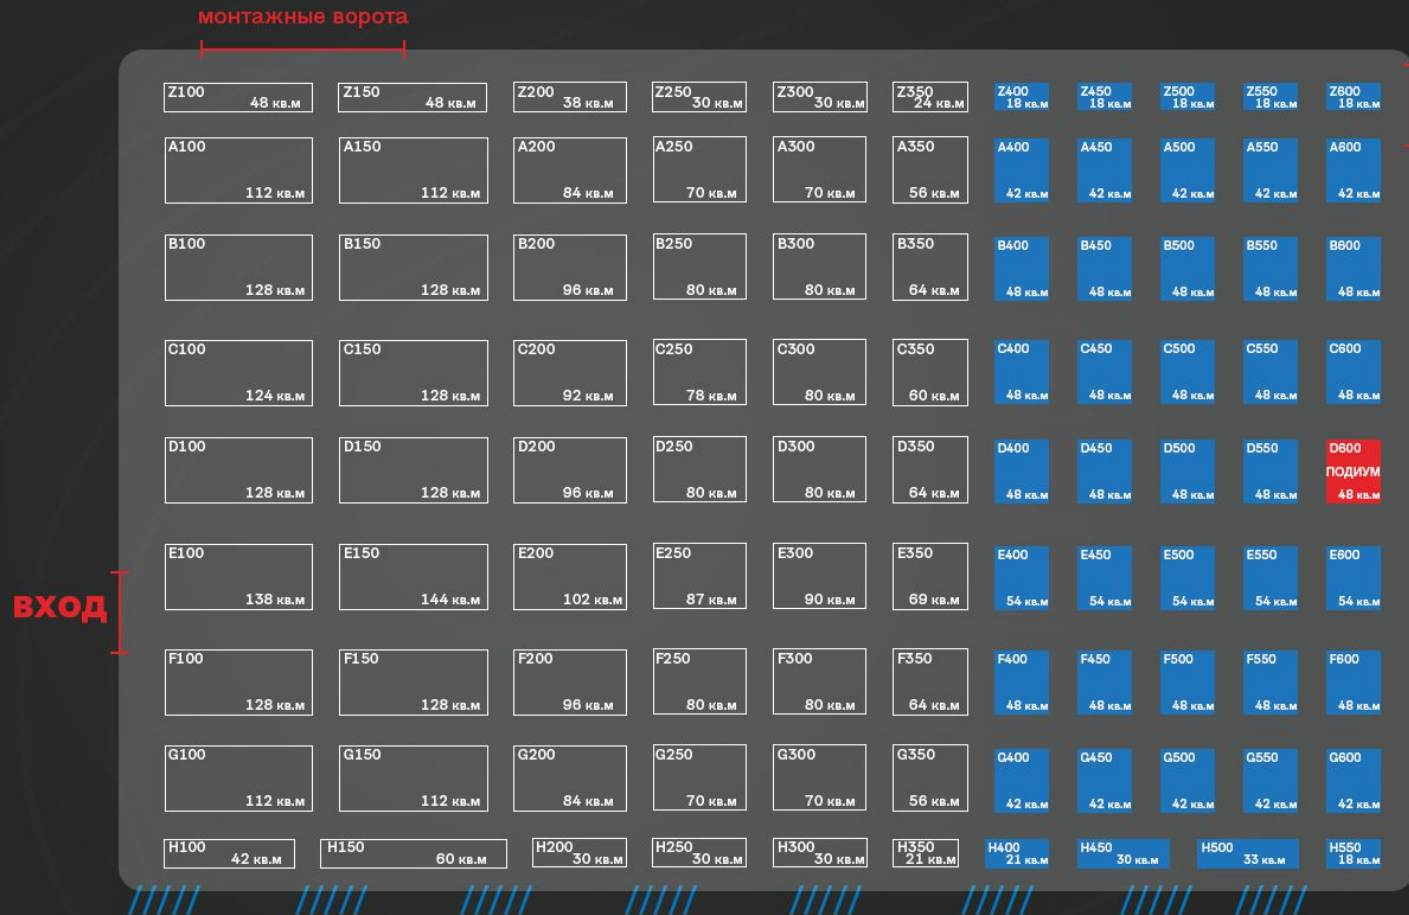 монтажные ворота
Z100 Z150 Z200 Z250 Z300 Z350 Z400 Z450 Z500 Z550 Z600
48 кв.м 48 кв.м 38 кв.м 30 кв.м 30 кв.м 24 кв.м 18 кв.м 18 кв.м 18 кв.м 18 кв.м 18 кв.м
A100 A150 A200 A250 A300 A350 A400 A450 A500 A550 A600
112 кв.м 112 кв.м 84 кв.м 70 кв.м 70 кв.м 56 кв.м 42 кв.м 42 кв.м 42 кв.м 42 кв.м 42 кв.м
B100 B150 B200 B250 B300 B350 B400 B450 B500 B550 B600
128 кв.м 128 кв.м 96 кв.м 80 кв.м 80 кв.м 64 кв.м 48 кв.м 48 кв.м 48 кв.м 48 кв.м 48 кв.м
C100 C150 C200 C250 C300 C350 C400 C450 C500 C550 C600
124 кв.м 128 кв.м 92 кв.м 78 кв.м 80 кв.м 60 кв.м 48 кв.м 48 кв.м 48 кв.м 48 кв.м 48 кв.м
D100 D150 D200 D250 D300 D350 D400 D450 D500 D550 D600
ПОДИУМ
128 кв.м 128 кв.м 96 кв.м 80 кв.м 80 кв.м 64 кв.м 48 кв.м 48 кв.м 48 кв.м 48 кв.м 48 кв.м
E100 E150 E200 E250 E300 E350 E400 E450 E500 E550 E600
138 кв.м 144 кв.м 102 кв.м 87 кв.м 90 кв.м 69 кв.м 54 кв.м 54 кв.м 54 кв.м 54 кв.м 54 кв.м
вход
F100 F150 F200 F250 F300 F350 F400 F450 F500 F550 F600
128 кв.м 128 кв.м 96 кв.м 80 кв.м 80 кв.м 64 кв.м 48 кв.м 48 кв.м 48 кв.м 48 кв.м 48 кв.м
G100 G150 G200 G250 G300 G350 G400 G450 G500 G550 G600
112 кв.м 112 кв.м 84 кв.м 70 кв.м 70 кв.м 56 кв.м 42 кв.м 42 кв.м 42 кв.м 42 кв.м 42 кв.м
H100 H150 H200 H250 H300 H350 H400 H450 H500 H550
42 кв.м 60 кв.м 30 кв.м 30 кв.м 30 кв.м 21 кв.м 21 кв.м 30 кв.м 33 кв.м 18 кв.м